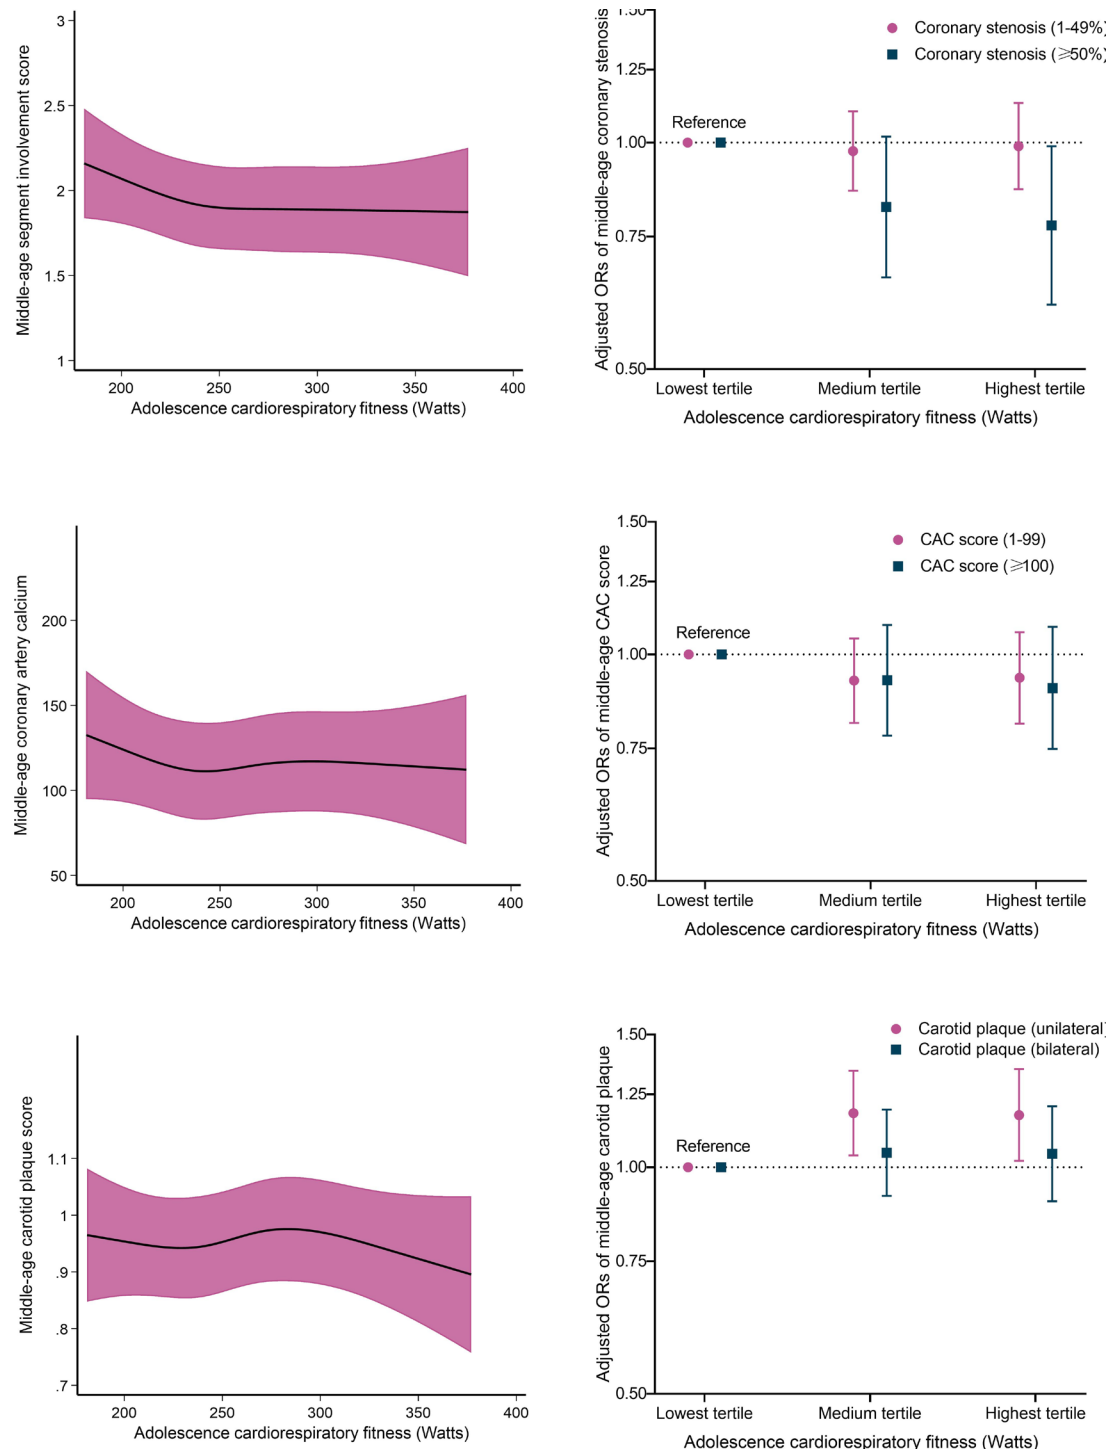 Middle-age segment involvement score
3
2.5
2
1.5
1
200 250 300 350 400
Adolescence cardiorespiratory fitness (Watts)
Adjusted ORs of middle-age coronary stenosis
1.50
1.25
1.00
0.75
0.50
Coronary stenosis (1-49%)
Coronary stenosis (≥50%)
Reference
Lowest tertile Medium tertile Highest tertile
Adolescence cardiorespiratory fitness (Watts)
Middle-age coronary artery calcium
200
150
100
50
200 250 300 350 400
Adolescence cardiorespiratory fitness (Watts)
Adjusted ORs of middle-age CAC score
1.50
1.25
1.00
0.75
0.50
CAC score (1-99)
CAC score (≥100)
Reference
Lowest tertile Medium tertile Highest tertile
Adolescence cardiorespiratory fitness (Watts)
Middle-age carotid plaque score
1.1
1
.9
.8
.7
200 250 300 350 400
Adolescence cardiorespiratory fitness (Watts)
Adjusted ORs of middle-age carotid plaque
1.50
1.25
1.00
0.75
0.50
Carotid plaque (unilateral)
Carotid plaque (bilateral)
Reference
Lowest tertile Medium tertile Highest tertile
Adolescence cardiorespiratory fitness (Watts)